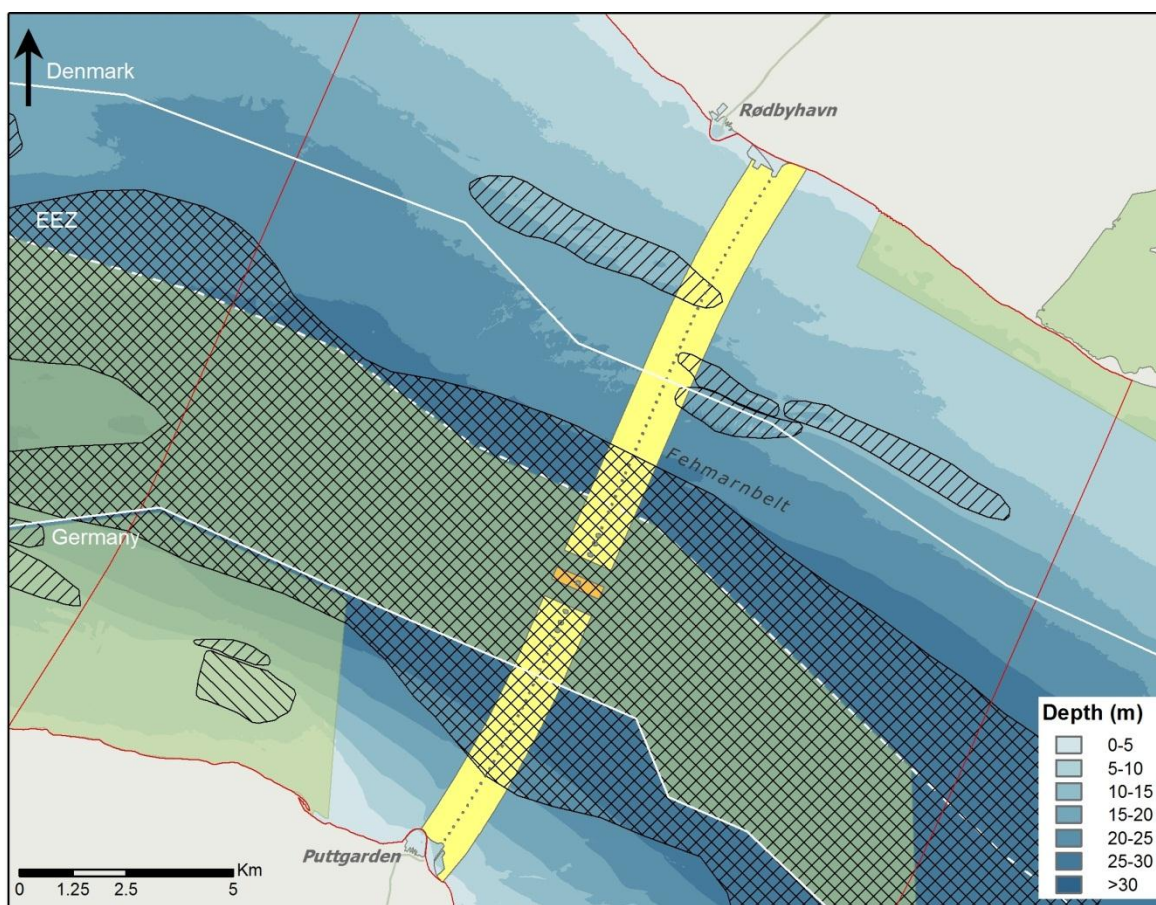 Denmark
Rødbyhavn
EEZ
Fehmarnbelt
Germany
Puttgarden
Km
0 1.25 2.5 5
Depth (m)
0-5
5-10
10-15
15-20
20-25
25-30
>30